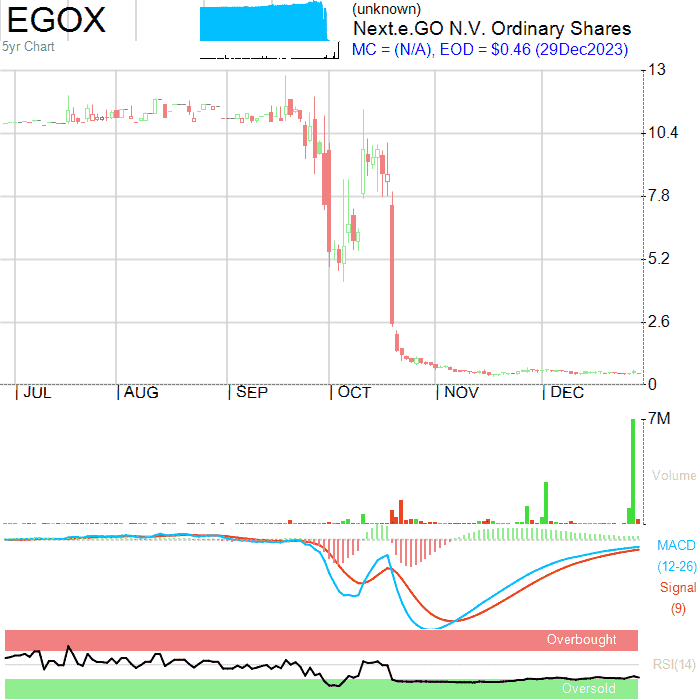 EGOX
(unknown)
Next.e.GO N.V. Ordinary Shares
5yr Chart
MC = (N/A), EOD = $0.46 (29Dec2023)
13
10.4
7.8
5.2
2.6
0
JUL AUG SEP OCT NOV DEC
7M
Volume
MACD
(12-26)
Signal
(9)
Overbought
RSI(14)
Oversold